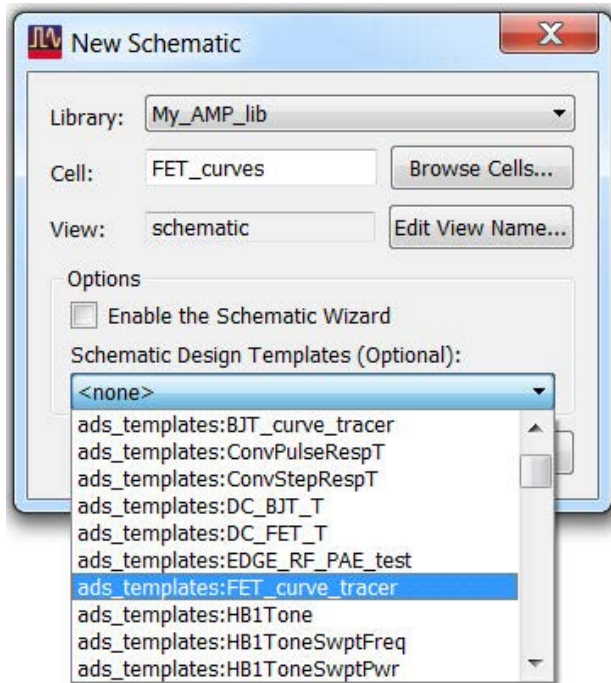 New Schematic
Library: My_AMP_lib
Cell: FET_curves Browse Cells...
View: schematic Edit View Name...
Options
Enable the Schematic Wizard
Schematic Design Templates (Optional):
<none>
ads_templates:BJT_curve_tracer
ads_templates:ConvPulseRespT
ads_templates:ConvStepRespT
ads_templates:DC_BJT_T
ads_templates:DC_FET_T
ads_templates:EDGE_RF_PAE_test
ads_templates:FET_curve_tracer
ads_templates:HB1Tone
ads_templates:HB1ToneSwptFreq
ads_templates:HB1ToneSwptPwr